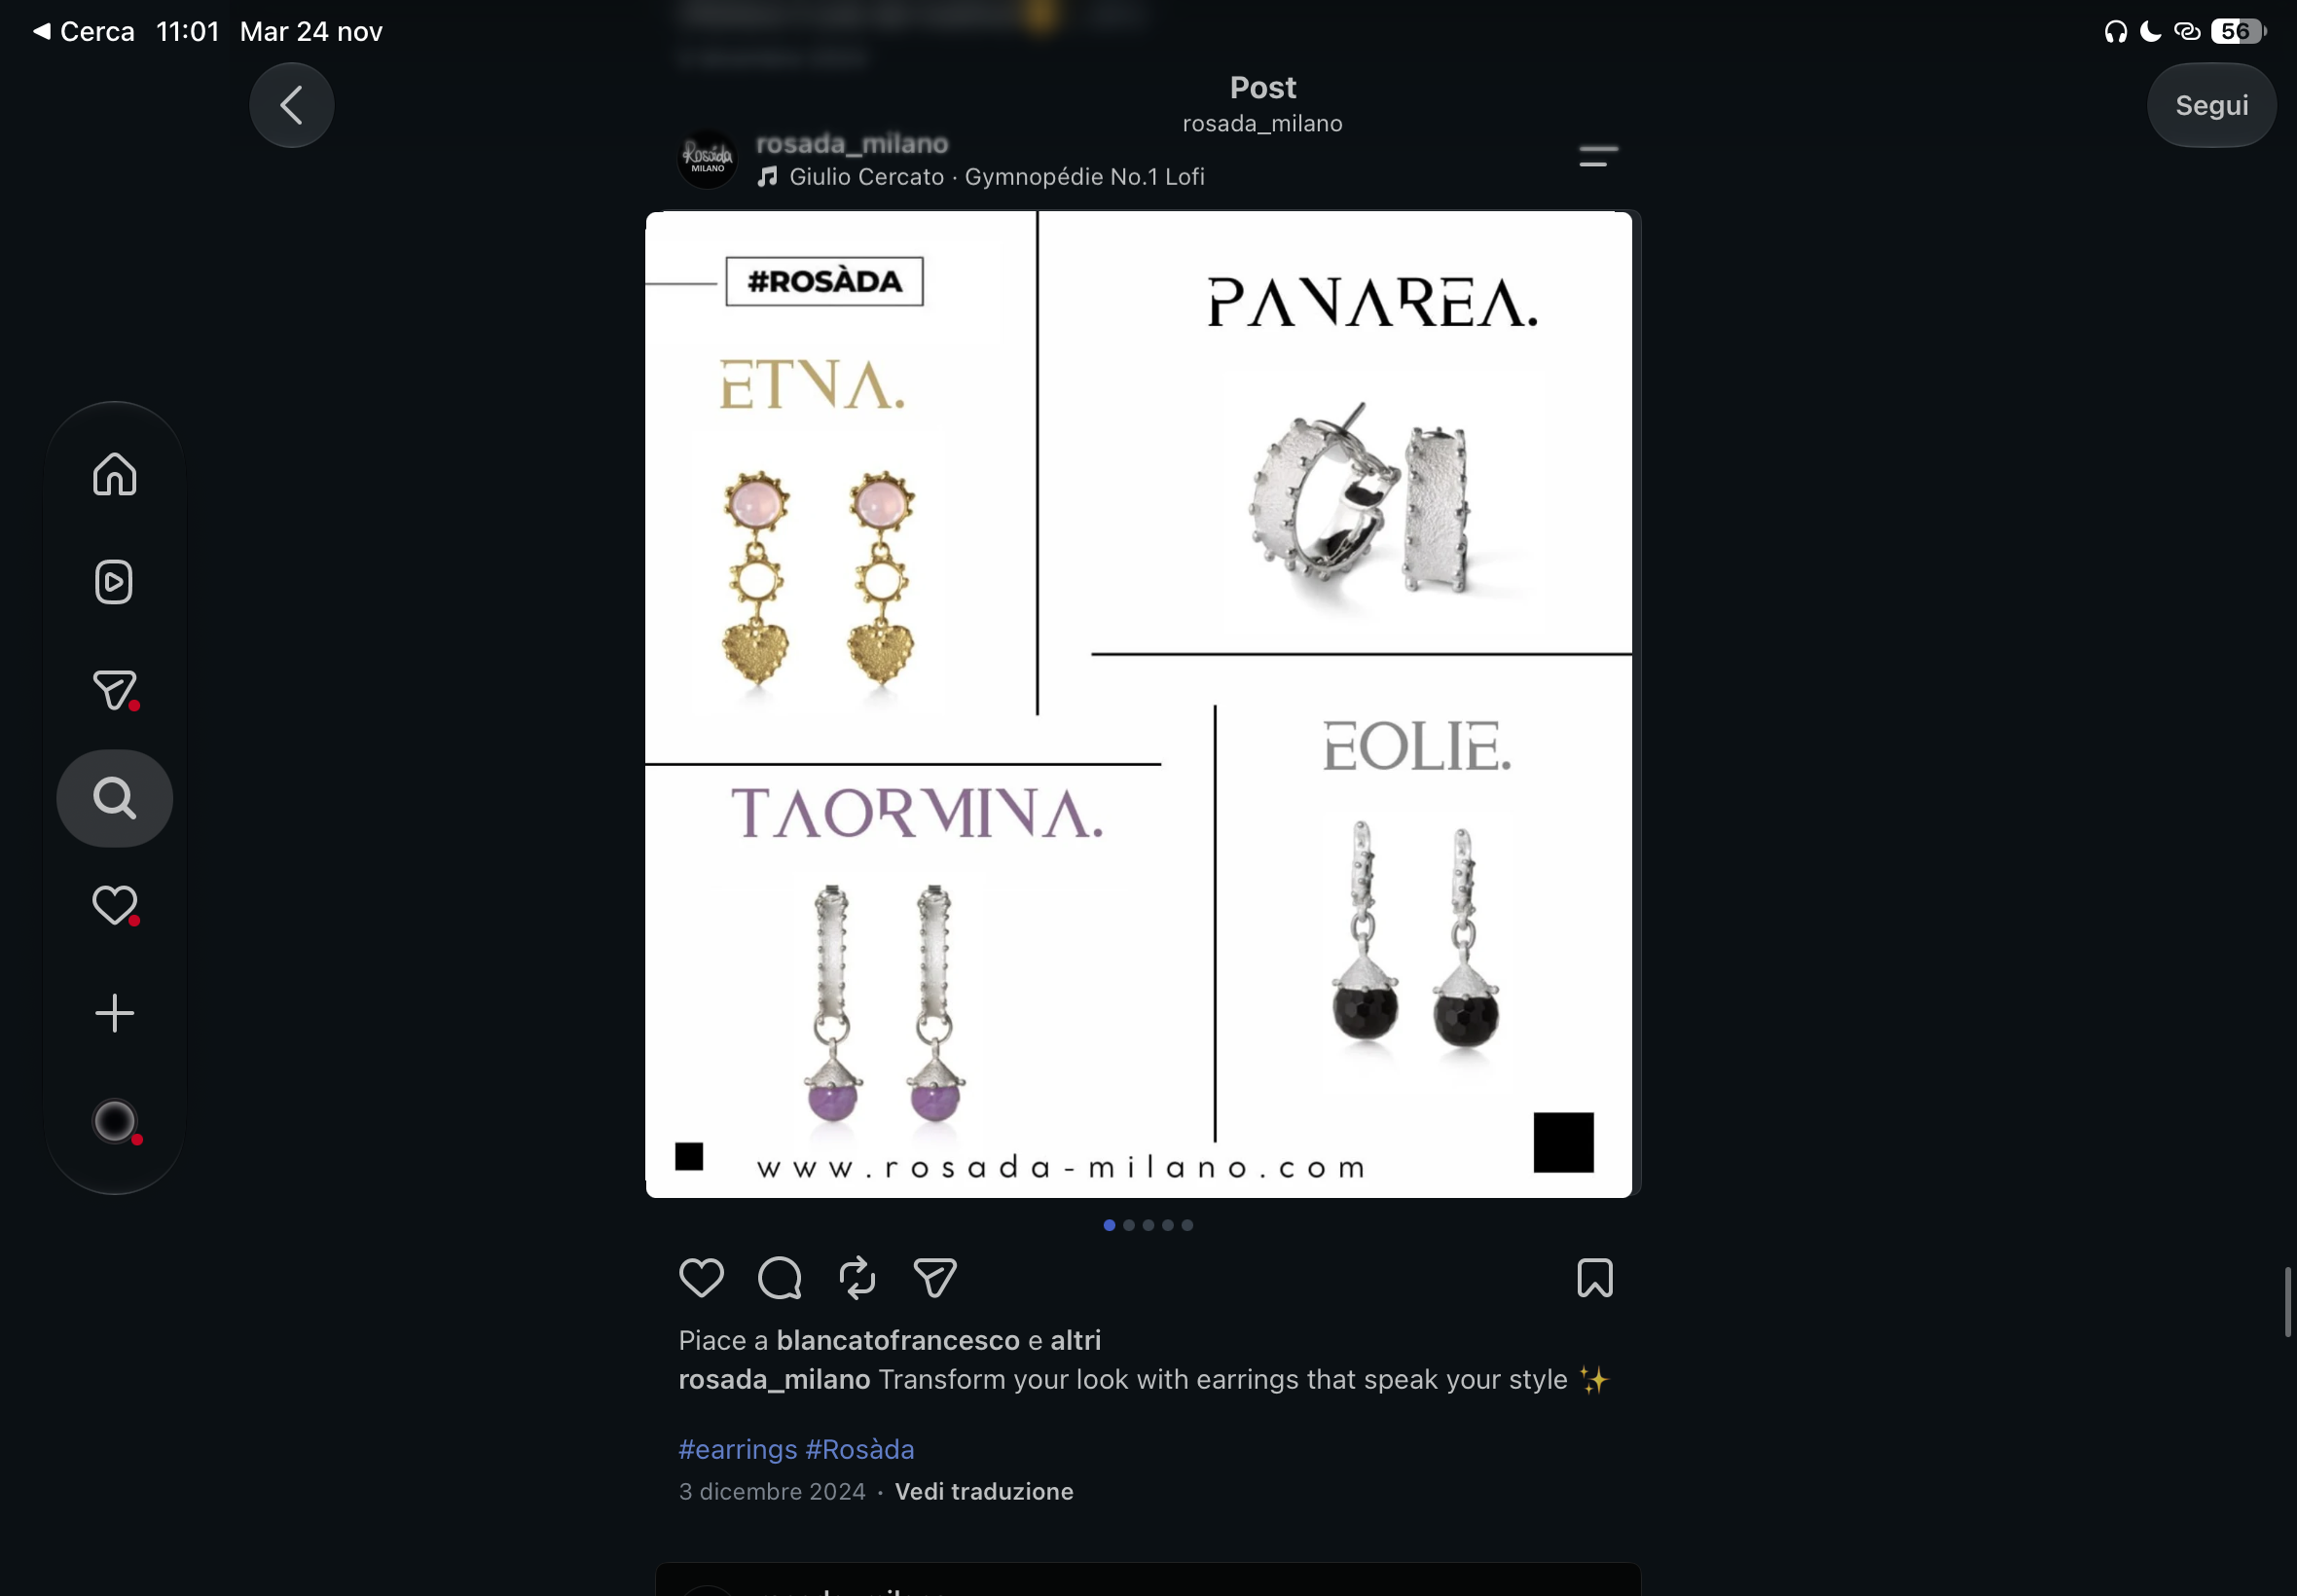 Cerca 11:01 Mar 24 nov
56
Post
rosada_milano
Segui
Rosàda
MILANO
rosada_milano
Giulio Cercato · Gymnopédie No.1 Lofi
#ROSÀDA
ETNA.
PANAREA.
TAORMINA.
EOLIE.
www.rosada-milano.com
Piace a blancatofrancesco e altri
rosada_milano Transform your look with earrings that speak your style ✨
#earrings #Rosàda
3 dicembre 2024 · Vedi traduzione